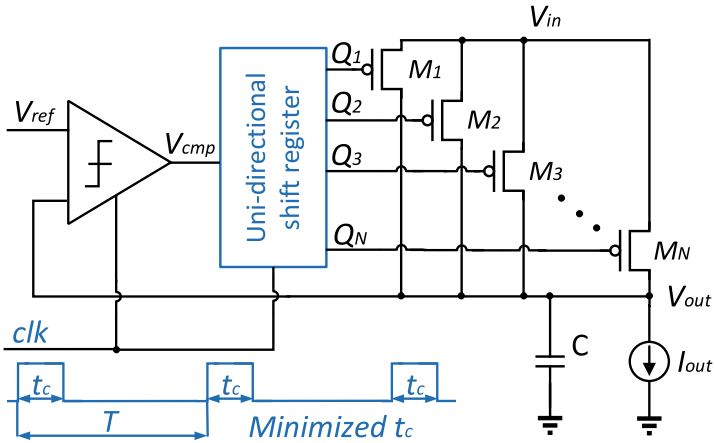 Vin
Q1
M1
Vref
Vcmp
Uni-directional
shift register
Q2
M2
Q3
M3
QN
MN
Vout
clk
C
Iout
tc
tc
tc
T
Minimized tc